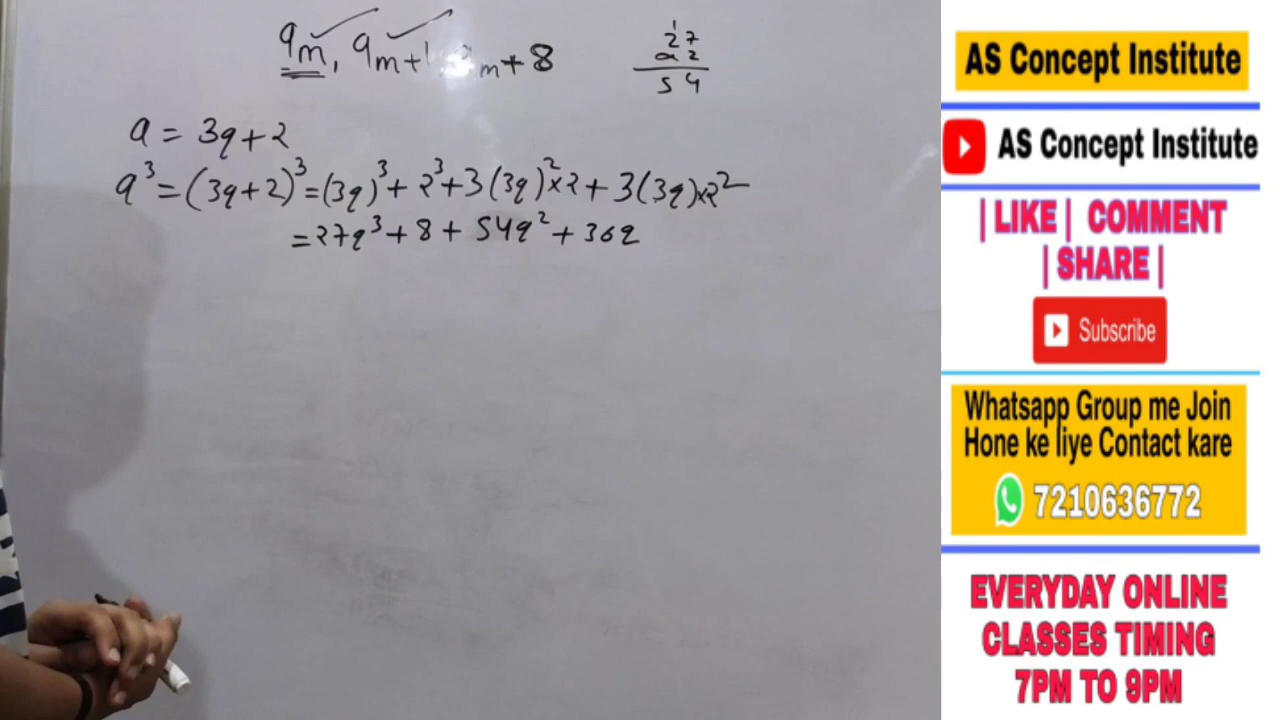 9m, 9m+1, 9m+8
27
×2
54
a = 3q+2
a³ = (3q+2)³ = (3q)³ + 2³ + 3(3q)²×2 + 3(3q)×2²
= 27q³ + 8 + 54q² + 36q
AS Concept Institute
AS Concept Institute
| LIKE | COMMENT
| SHARE |
Subscribe
Whatsapp Group me Join
Hone ke liye Contact kare
7210636772
EVERYDAY ONLINE
CLASSES TIMING
7PM TO 9PM